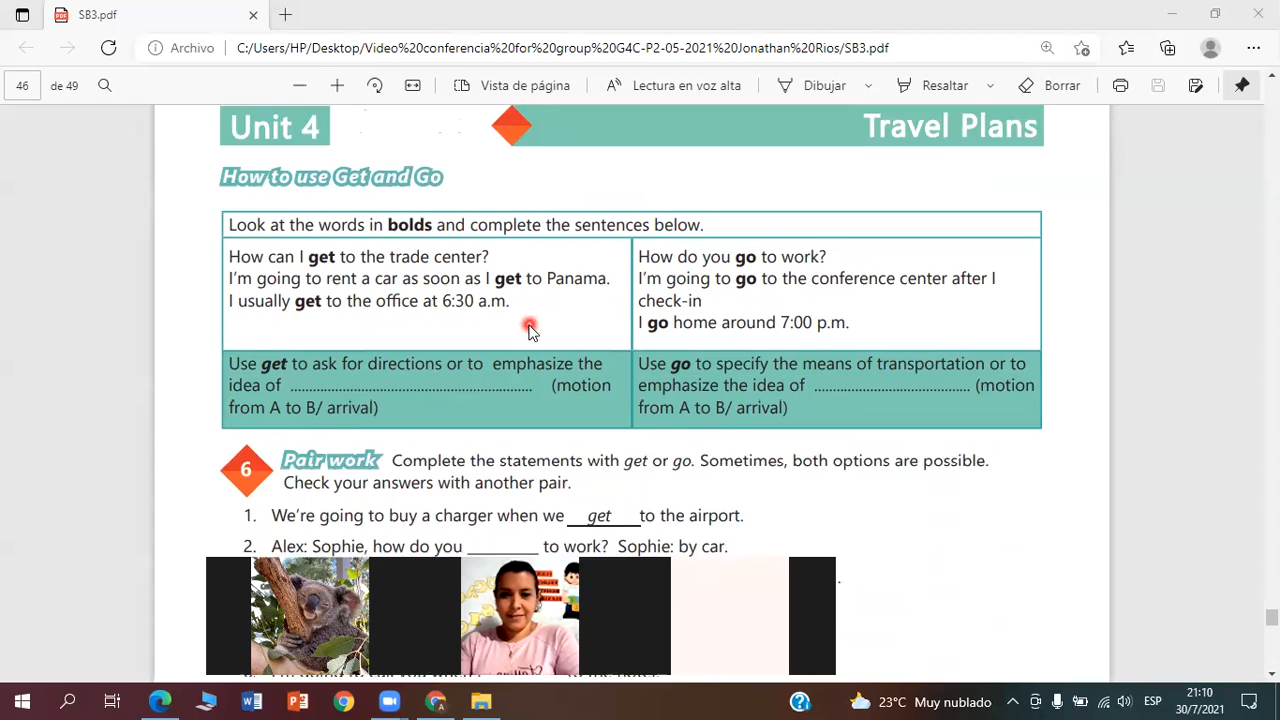 SB3.pdf
Archivo
C:/Users/HP/Desktop/Video%20conferencia%20for%20group%20G4C-P2-05-2021%20Jonathan%20Rios/SB3.pdf
46
de 49
Vista de página
Lectura en voz alta
Dibujar
Resaltar
Borrar
Unit 4
Travel Plans
How to use Get and Go
Look at the words in bolds and complete the sentences below.
How can I get to the trade center?
I'm going to rent a car as soon as I get to Panama.
I usually get to the office at 6:30 a.m.
How do you go to work?
I'm going to go to the conference center after I
check-in
I go home around 7:00 p.m.
Use get to ask for directions or to emphasize the
idea of ...................................................... (motion
from A to B/ arrival)
Use go to specify the means of transportation or to
emphasize the idea of ................................... (motion
from A to B/ arrival)
6
Pair work Complete the statements with get or go. Sometimes, both options are possible.
Check your answers with another pair.
1. We're going to buy a charger when we get to the airport.
2. Alex: Sophie, how do you ________ to work? Sophie: by car.
23°C Muy nublado
ESP
21:10
30/7/2021